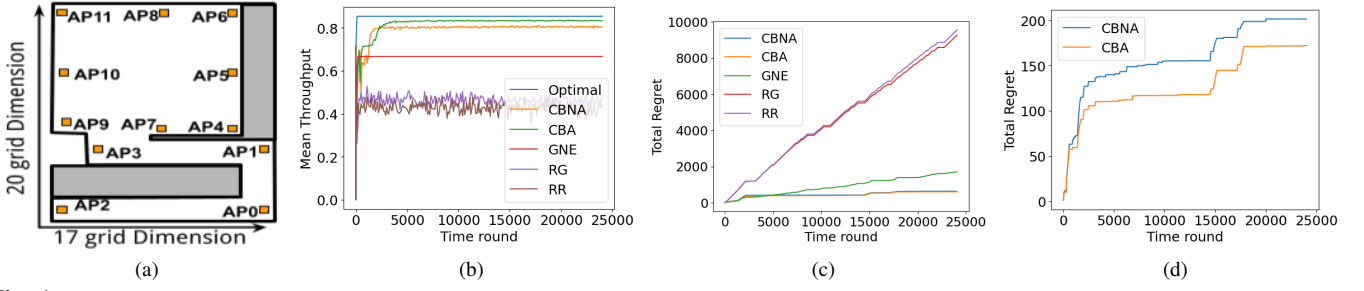 AP11 AP8 AP6
AP10 AP5
AP9 AP7 AP4
AP3 AP1
AP2 AP0
20 grid Dimension
17 grid Dimension
(a)
Mean Throughput
0.8
0.6
0.4
0.2
0.0
Optimal
CBNA
CBA
GNE
RG
RR
0 5000 10000 15000 20000 25000
Time round
(b)
Total Regret
10000
8000
6000
4000
2000
0
CBNA
CBA
GNE
RG
RR
0 5000 10000 15000 20000 25000
Time round
(c)
Total Regret
200
150
100
50
0
CBNA
CBA
0 5000 10000 15000 20000 25000
Time round
(d)